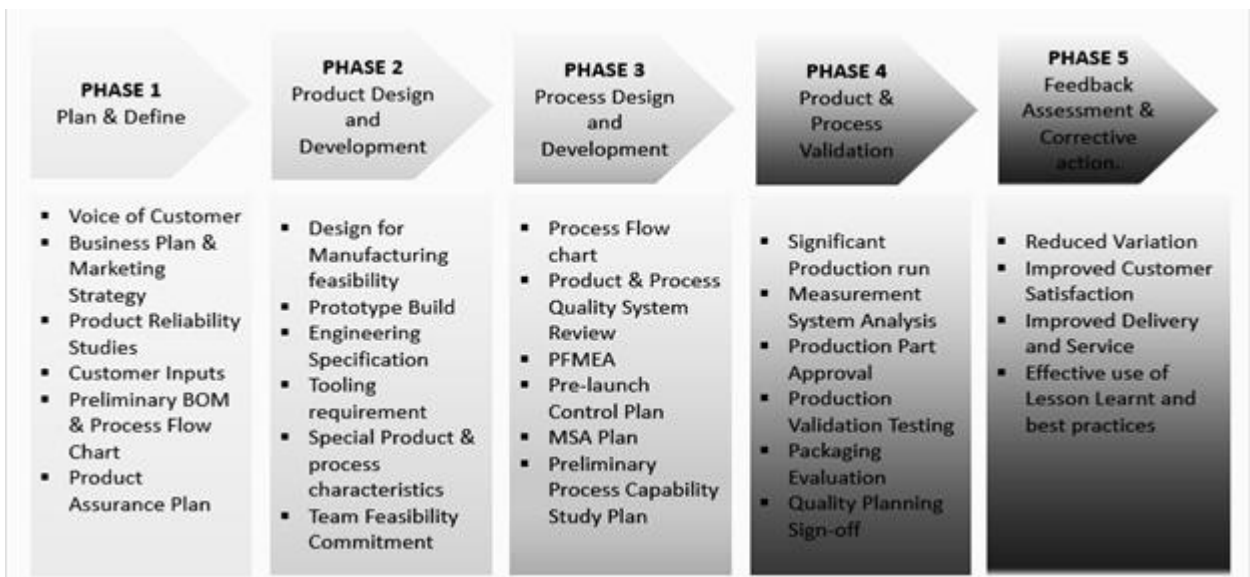 PHASE 1
Plan & Define
▪ Voice of Customer
▪ Business Plan &
Marketing
Strategy
▪ Product Reliability
Studies
▪ Customer Inputs
▪ Preliminary BOM
& Process Flow
Chart
▪ Product
Assurance Plan
PHASE 2
Product Design
and
Development
▪ Design for
Manufacturing
feasibility
▪ Prototype Build
▪ Engineering
Specification
▪ Tooling
requirement
▪ Special Product &
process
characteristics
▪ Team Feasibility
Commitment
PHASE 3
Process Design
and
Development
▪ Process Flow
chart
▪ Product & Process
Quality System
Review
▪ PFMEA
▪ Pre-launch
Control Plan
▪ MSA Plan
▪ Preliminary
Process Capability
Study Plan
PHASE 4
Product &
Process
Validation
▪ Significant
Production run
▪ Measurement
System Analysis
▪ Production Part
Approval
▪ Production
Validation Testing
▪ Packaging
Evaluation
▪ Quality Planning
Sign-off
PHASE 5
Feedback
Assessment &
Corrective
action..
▪ Reduced Variation
▪ Improved Customer
Satisfaction
▪ Improved Delivery
and Service
▪ Effective use of
Lesson Learnt and
best practices